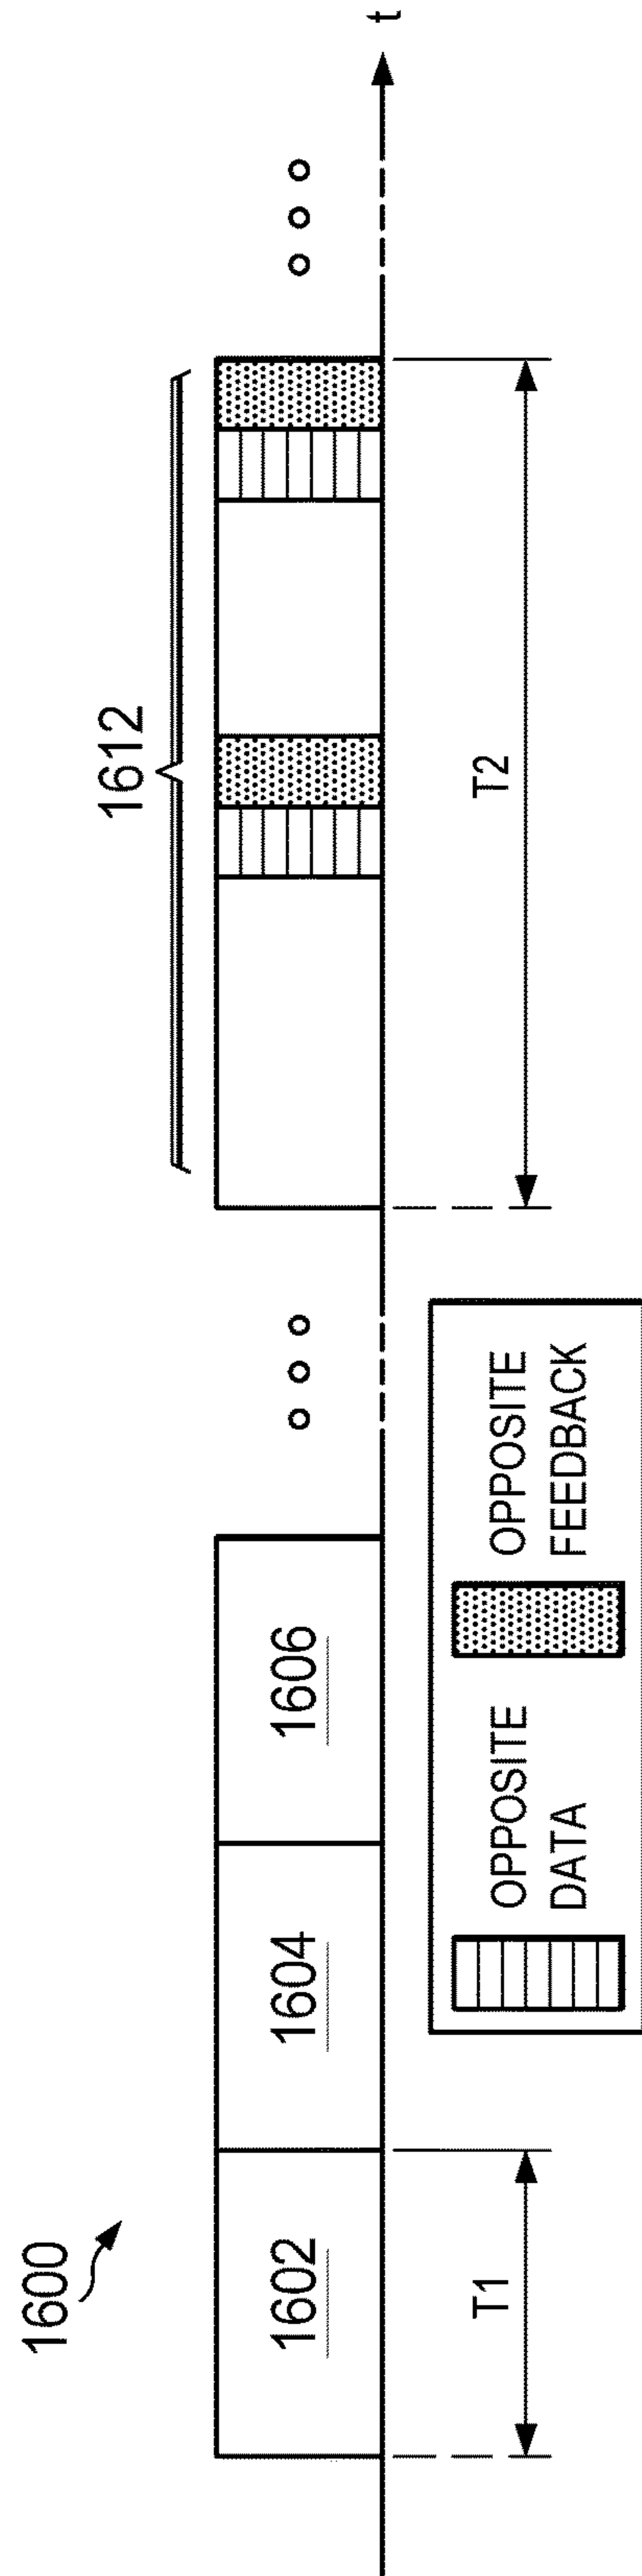 1600
1602
1604
1606
1612
t
T1
T2
OPPOSITE
DATA
OPPOSITE
FEEDBACK